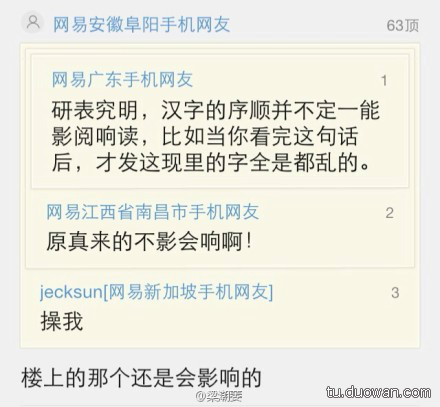 网易安徽阜阳手机网友 63顶
网易广东手机网友 1
研表究明，汉字的序顺并不定一能
影阅响读，比如当你看完这句话
后，才发这现里的字全是都乱的。
网易江西省南昌市手机网友 2
原真来的不影会响啊！
jecksun[网易新加坡手机网友] 3
操我
楼上的那个还是会影响的
@梁潮雯
tu.duowan.com